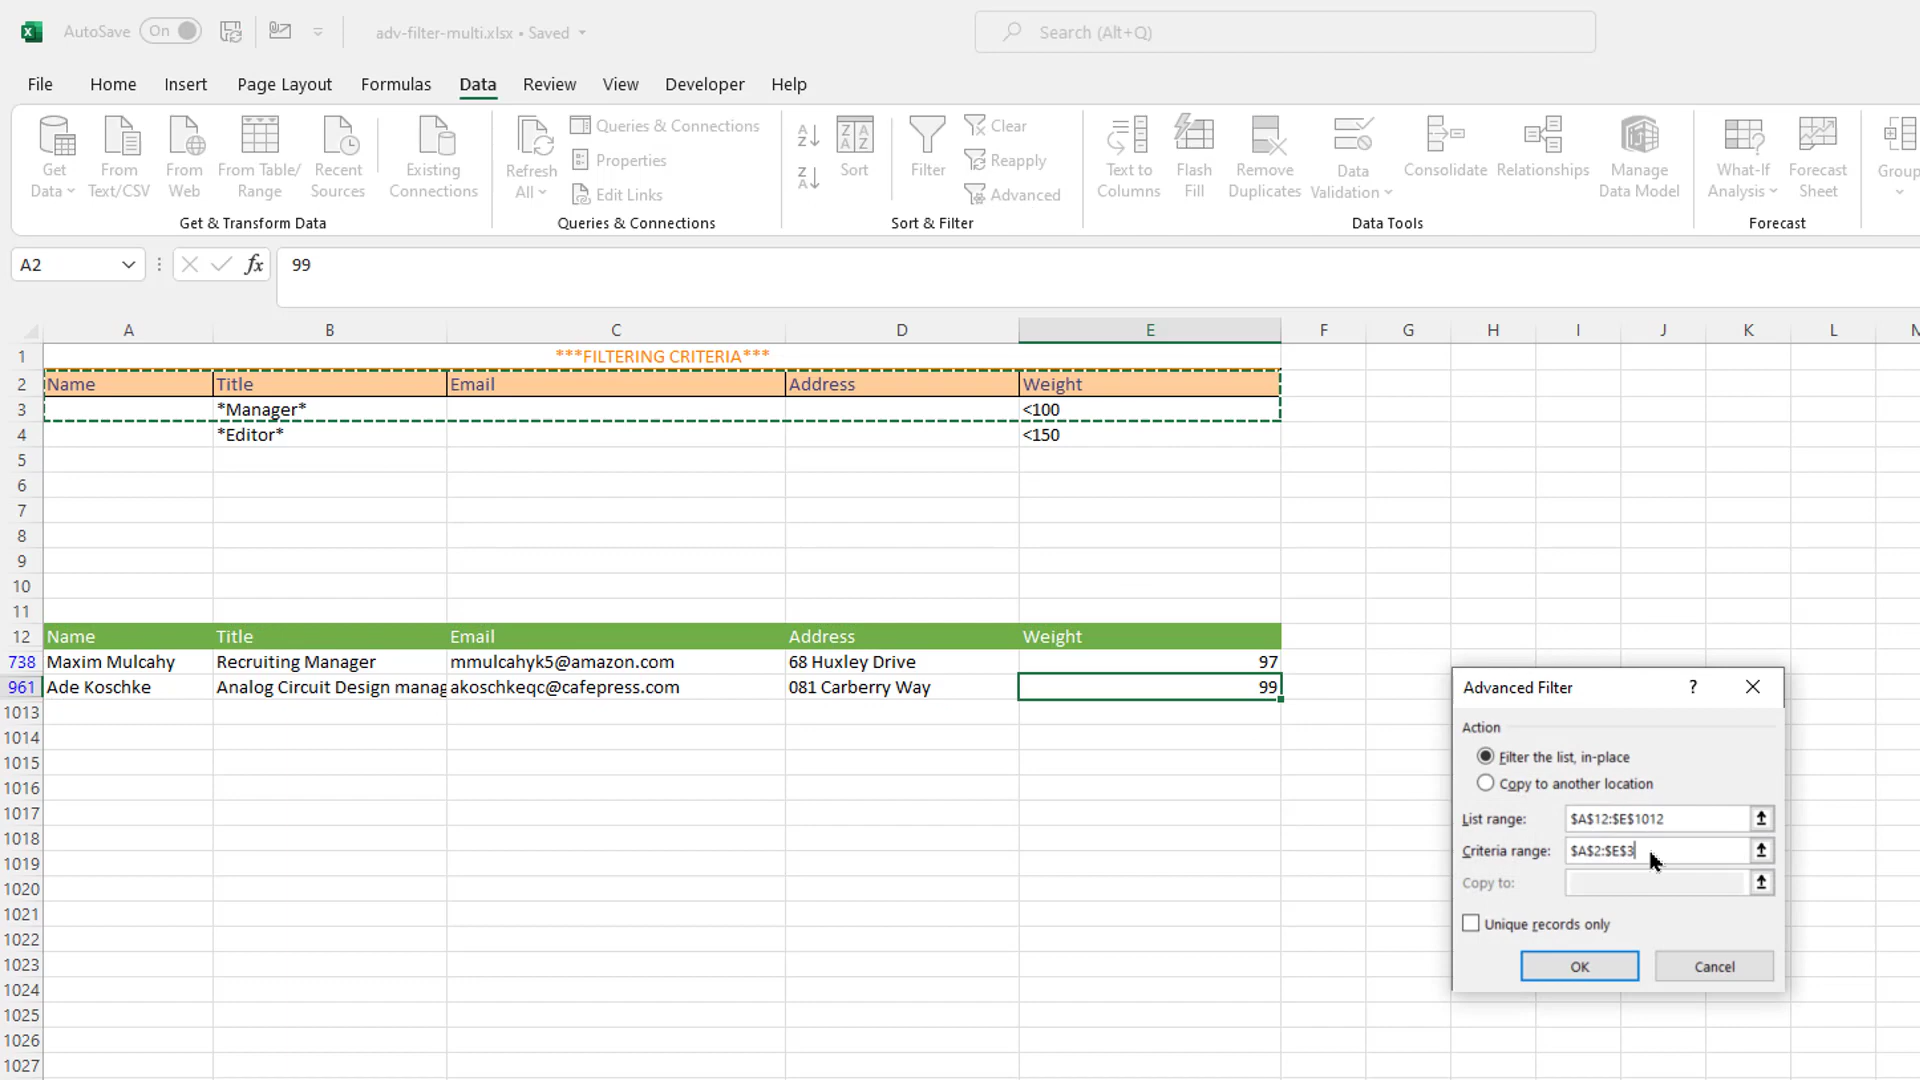 AutoSave On adv-filter-multi.xlsx • Saved Search (Alt+Q)
File Home Insert Page Layout Formulas Data Review View Developer Help
Get Data From Text/CSV From Web From Table/ Range Recent Sources Existing Connections
Get & Transform Data
Refresh All Queries & Connections
Properties
Edit Links
Queries & Connections
Sort Filter Clear
Reapply
Advanced
Sort & Filter
Text to Columns Flash Fill Remove Duplicates Data Validation Consolidate Relationships Manage Data Model
Data Tools
What-If Analysis Forecast Sheet
Forecast
Group
A2 fx 99
A B C D E F G H I J K L M
1 ***FILTERING CRITERIA***
2 Name Title Email Address Weight
3 *Manager* <100
4 *Editor* <150
5
6
7
8
9
10
11
12 Name Title Email Address Weight
738 Maxim Mulcahy Recruiting Manager mmulcahyk5@amazon.com 68 Huxley Drive 97
961 Ade Koschke Analog Circuit Design manag akoschkeqc@cafepress.com 081 Carberry Way 99
1013
1014
1015
1016
1017
1018
1019
1020
1021
1022
1023
1024
1025
1026
1027
Advanced Filter ?
Action
Filter the list, in-place
Copy to another location
List range: $A$12:$E$1012
Criteria range: $A$2:$E$3
Copy to:
Unique records only
OK Cancel